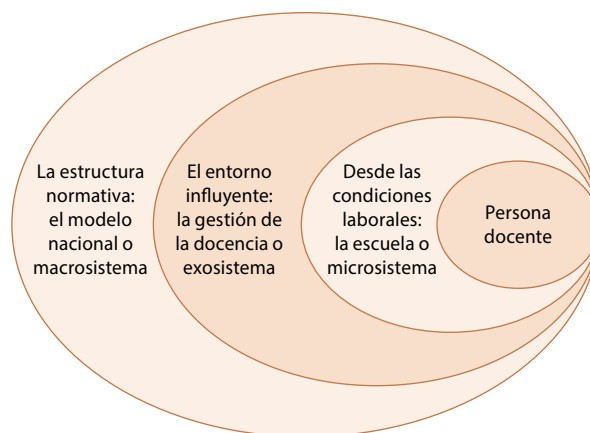 La estructura
normativa:
el modelo
nacional o
macrosistema
El entorno
influyente:
la gestión de
la docencia o
exosistema
Desde las
condiciones
laborales:
la escuela o
microsistema
Persona
docente